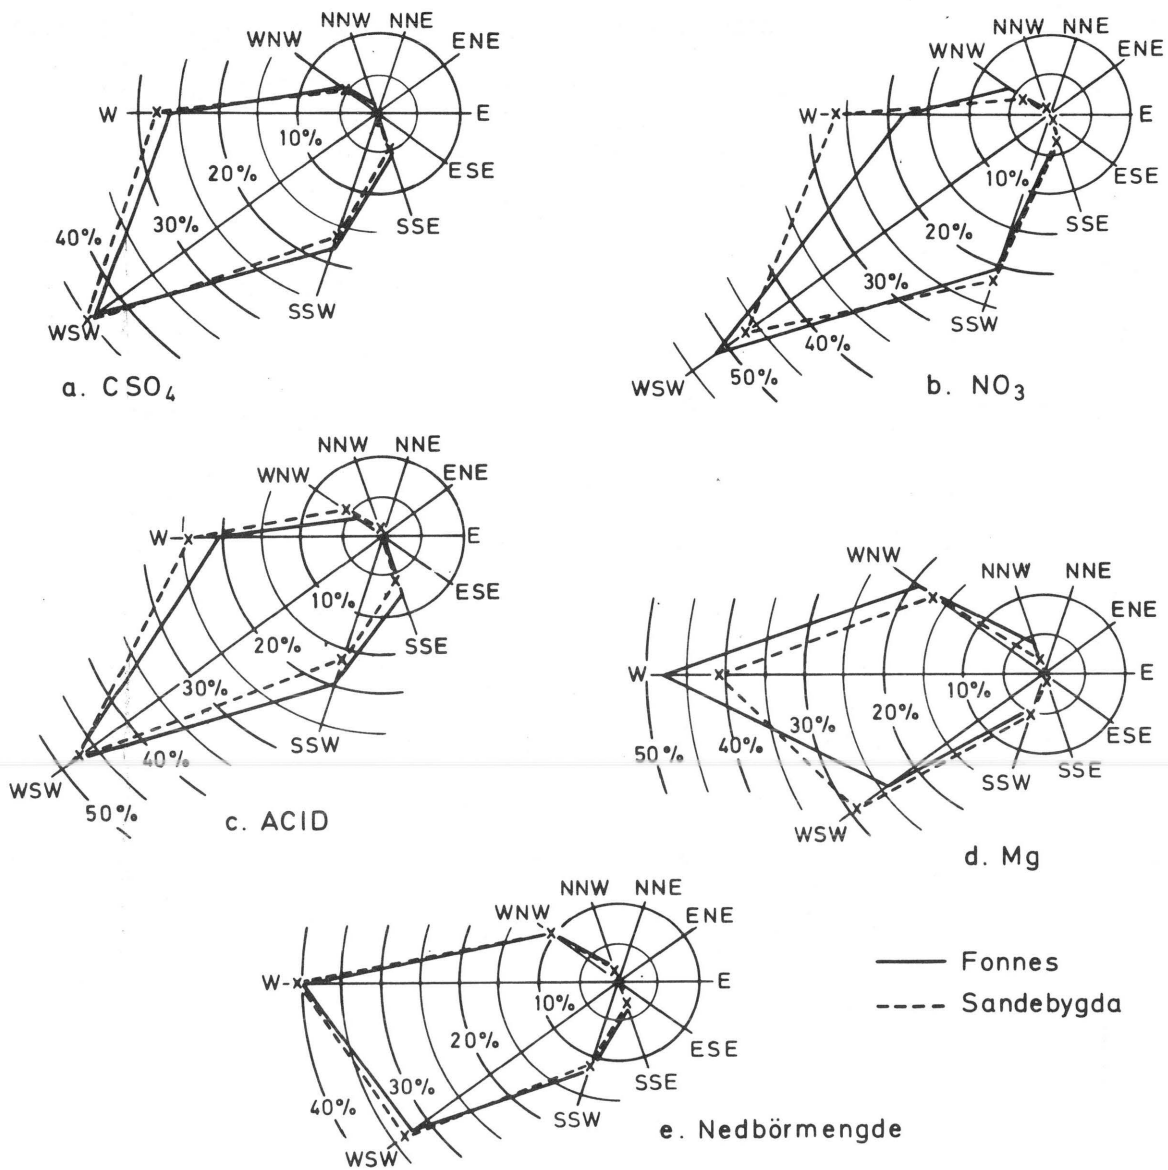 NNW NNE
WNW ENE
W E
10%
ESE
20%
SSE
30%
40%
SSW
WSW
a. CSO₄
NNW NNE
WNW ENE
W E
10% ESE
SSE
20%
30%
SSW
40%
50%
WSW
b. NO₃
NNW NNE
WNW ENE
W E
ESE
10%
SSE
20%
30%
SSW
40%
WSW
50%
c. ACID
WNW
NNW NNE
ENE
W E
10%
20%
30%
ESE
40%
50%
SSW SSE
WSW
d. Mg
NNW NNE
WNW ENE
W E
10%
20%
ESE
SSE
30%
40%
SSW
WSW
e. Nedbörmengde
Fonnes
Sandebygda